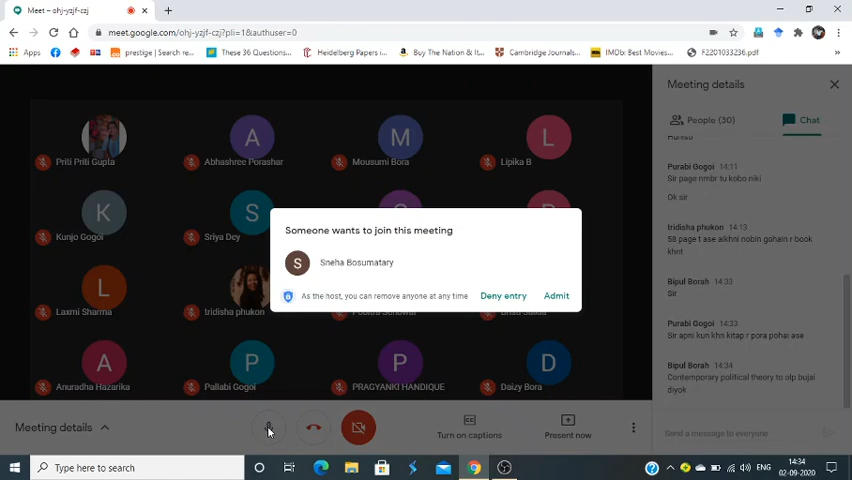 Meet – ohj-yzjf-czj
meet.google.com/ohj-yzjf-czj?pli=1&authuser=0
Apps
prestige | Search re...
These 36 Questions...
Heidelberg Papers i...
Buy The Nation & It...
Cambridge Journals...
IMDb: Best Movies...
F2201033236.pdf
Meeting details
People (30)
Chat
A
M
L
Priti Priti Gupta
Abhashree Porashar
Mousumi Bora
Lipika B
K
S
Kunjo Gogoi
Sriya Dey
L
Laxmi Sharma
tridisha phukon
A
P
P
D
Anuradha Hazarika
Pallabi Gogoi
PRAGYANKI HANDIQUE
Daizy Bora
Someone wants to join this meeting
S
Sneha Bosumatary
As the host, you can remove anyone at any time
Deny entry
Admit
Purabi Gogoi 14:11
Sir page nmbr tu kobo niki
Ok sir
tridisha phukon 14:13
58 page t ase aikhni nobin gohain r book
khnt
Bipul Borah 14:33
Sir
Purabi Gogoi 14:33
Sir apni kun khn kitap r pora pohai ase
Bipul Borah 14:34
Contemporary political theory to olp bujai
diyok
Send a message to everyone
Meeting details
Turn on captions
Present now
Type here to search
ENG
14:34
02-09-2020